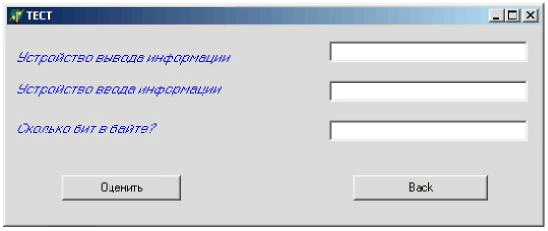 ТЕСТ
Устройство вывода информации
Устройство ввода информации
Сколько бит в байте?
Оценить
Back